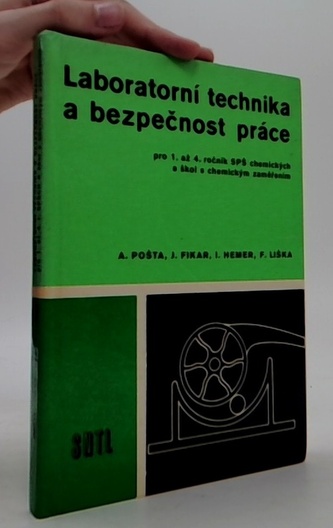 Laboratorní technika
a bezpečnost práce
pro 1. až 4. ročník SPŠ chemických
a škol s chemickým zaměřením
A. POŠTA, J. FIKAR, I. HEMER, F. LIŠKA
SNTL